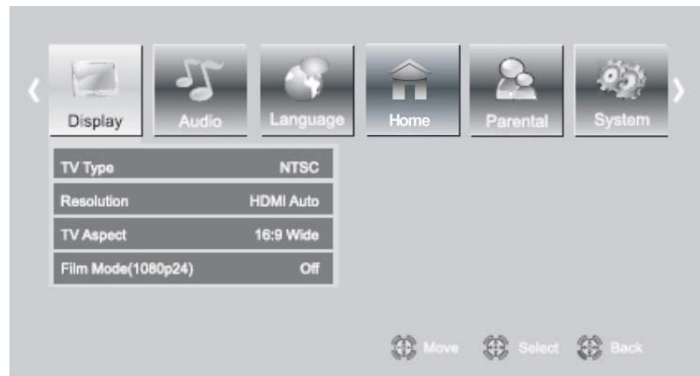 Display Audio Language Home Parental System
TV Type NTSC
Resolution HDMI Auto
TV Aspect 16:9 Wide
Film Mode(1080p24) Off
Move Select Back